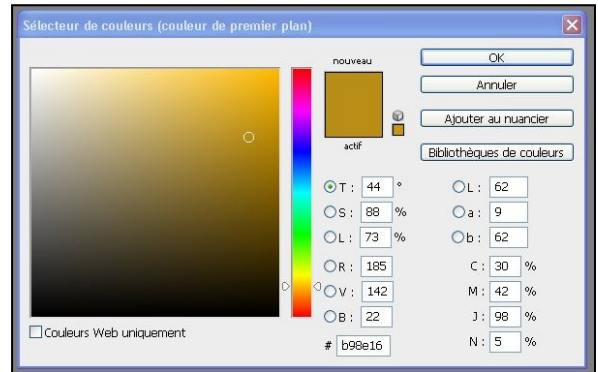 Sélecteur de couleurs (couleur de premier plan)
nouveau
actif
OK
Annuler
Ajouter au nuancier
Bibliothèques de couleurs
T : 44 °
S : 88 %
L : 73 %
R : 185
V : 142
B : 22
# b98e16
L : 62
a : 9
b : 62
C : 30 %
M : 42 %
J : 98 %
N : 5 %
Couleurs Web uniquement